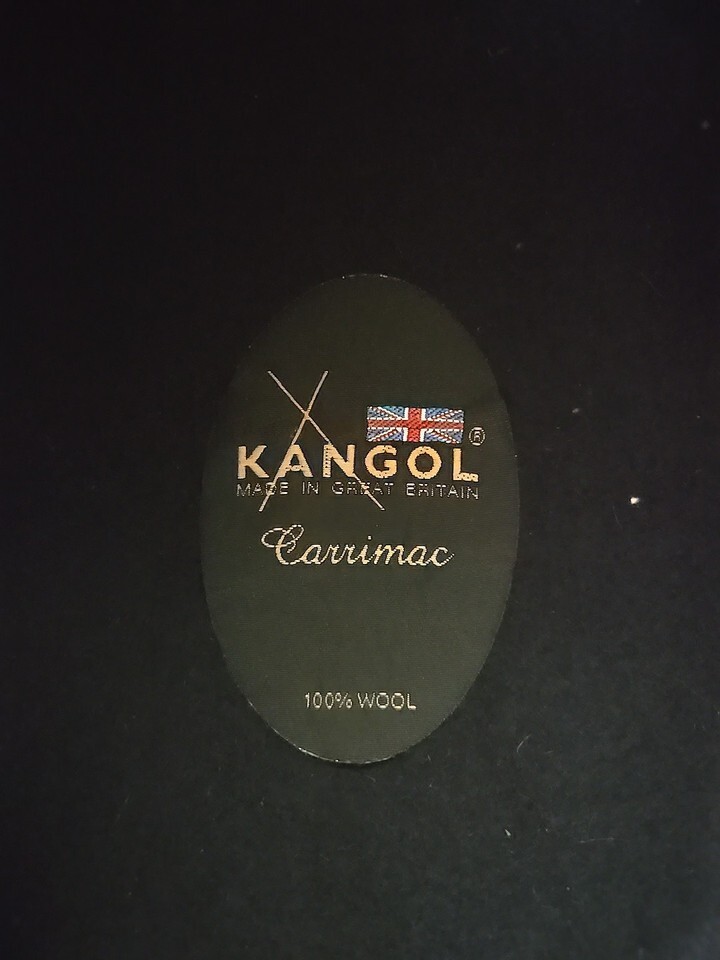 ®
KANGOL
MADE IN GREAT BRITAIN
Carrimac
100% WOOL